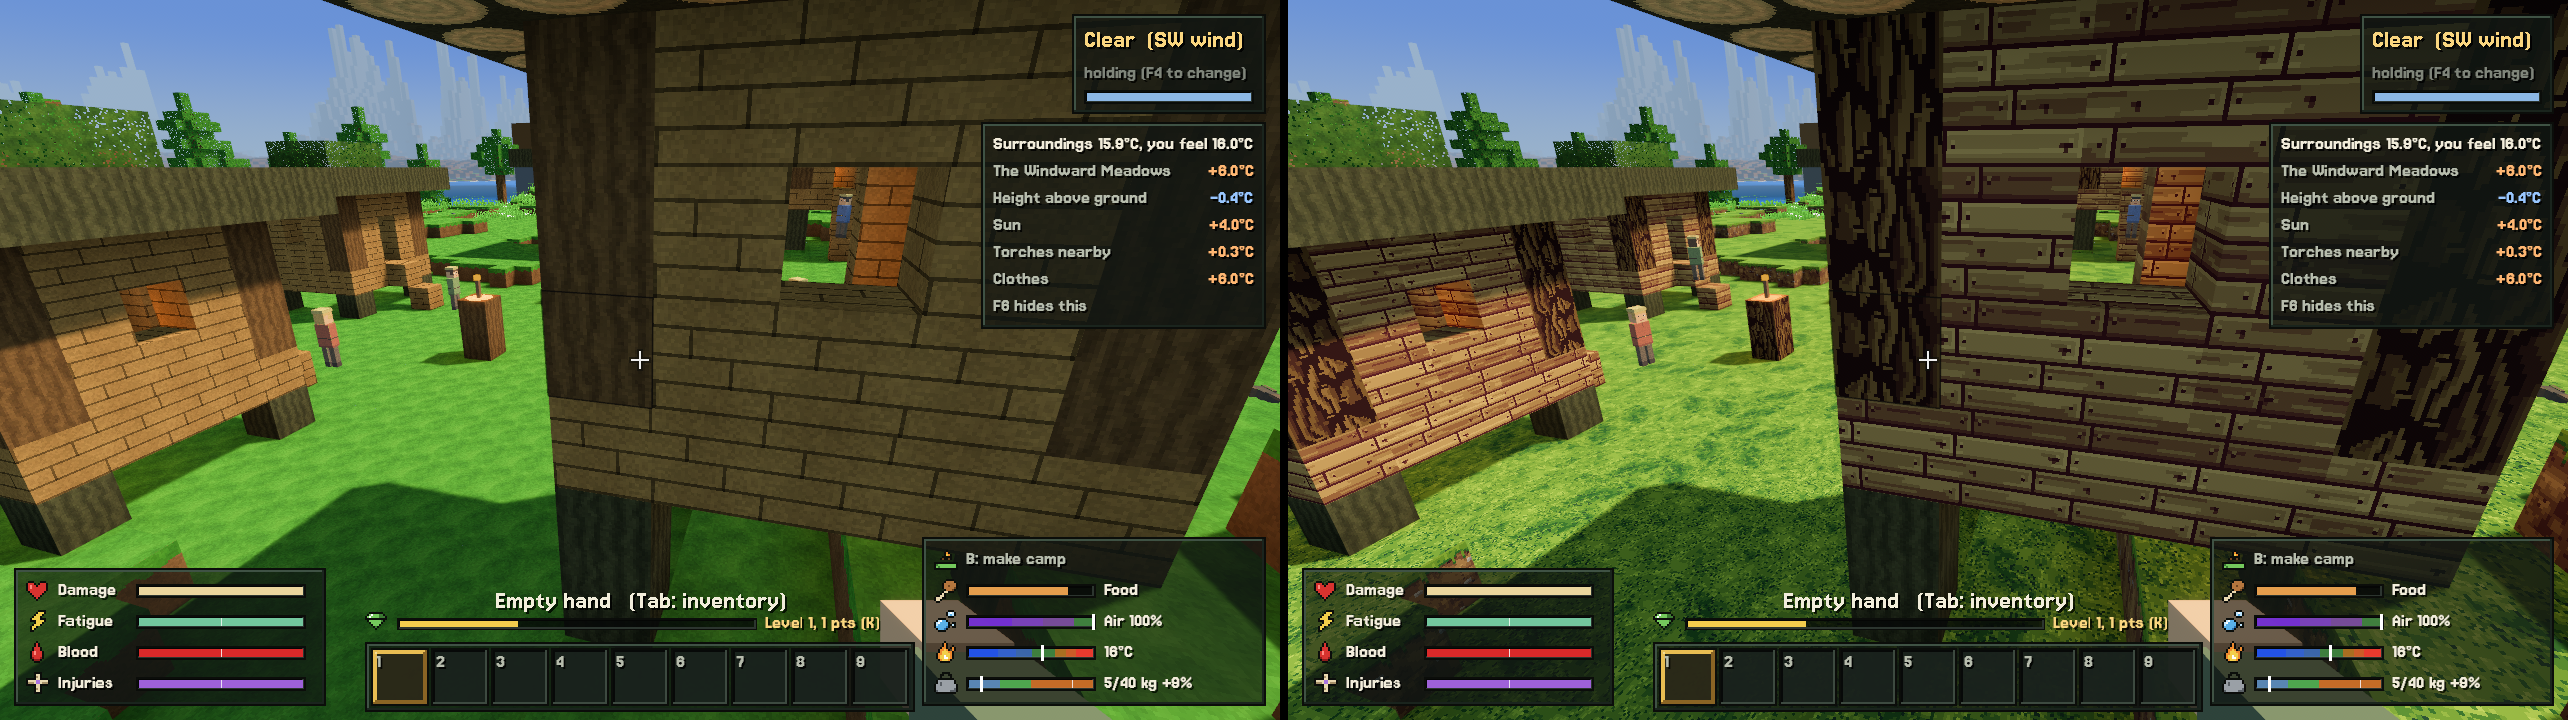 Clear (SW wind)
holding (F4 to change)
Surroundings 15.9°C, you feel 16.0°C
The Windward Meadows +6.0°C
Height above ground -0.4°C
Sun +4.0°C
Torches nearby +0.3°C
Clothes +6.0°C
F6 hides this
B: make camp
Food
Air 100%
16°C
5/40 kg +9%
Damage
Fatigue
Blood
Injuries
Empty hand (Tab: inventory)
Level 1, 1 pts (K)
1 2 3 4 5 6 7 8 9
Clear (SW wind)
holding (F4 to change)
Surroundings 15.9°C, you feel 16.0°C
The Windward Meadows +6.0°C
Height above ground -0.4°C
Sun +4.0°C
Torches nearby +0.3°C
Clothes +6.0°C
F6 hides this
B: make camp
Food
Air 100%
16°C
5/40 kg +9%
Damage
Fatigue
Blood
Injuries
Empty hand (Tab: inventory)
Level 1, 1 pts (K)
1 2 3 4 5 6 7 8 9